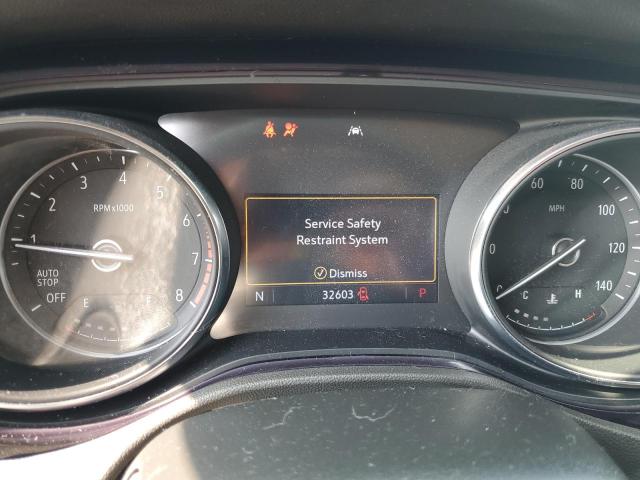 1
2
3
4
5
6
7
8
RPMx1000
AUTO
STOP
OFF
E
F
Service Safety
Restraint System
Dismiss
N
32603
P
0
60
80
100
120
140
MPH
C
H